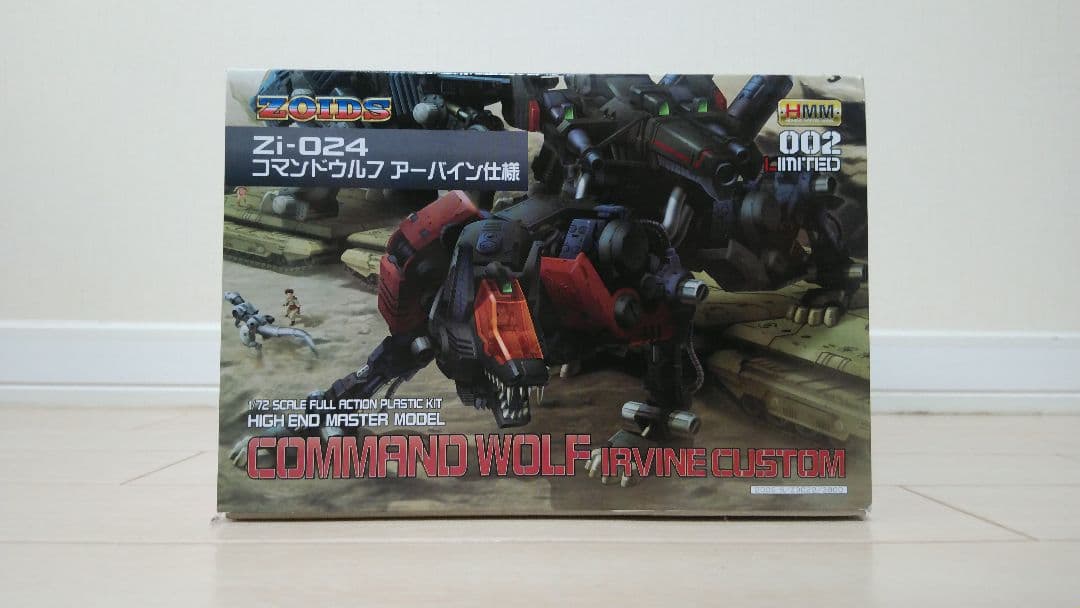 ZOIDS
Zi-024
コマンドウルフ アーバイン仕様
HMM
002
LIMITED
1/72 SCALE FULL ACTION PLASTIC KIT
HIGH END MASTER MODEL
COMMAND WOLF IRVINE CUSTOM